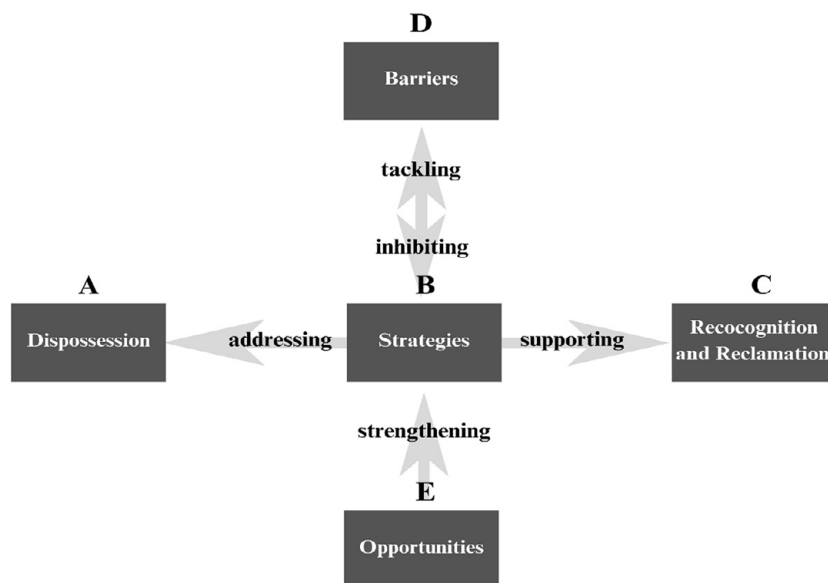 D
Barriers
tackling
inhibiting
A
B
C
Dispossession
addressing
Strategies
supporting
Recocognition
and Reclamation
strengthening
E
Opportunities